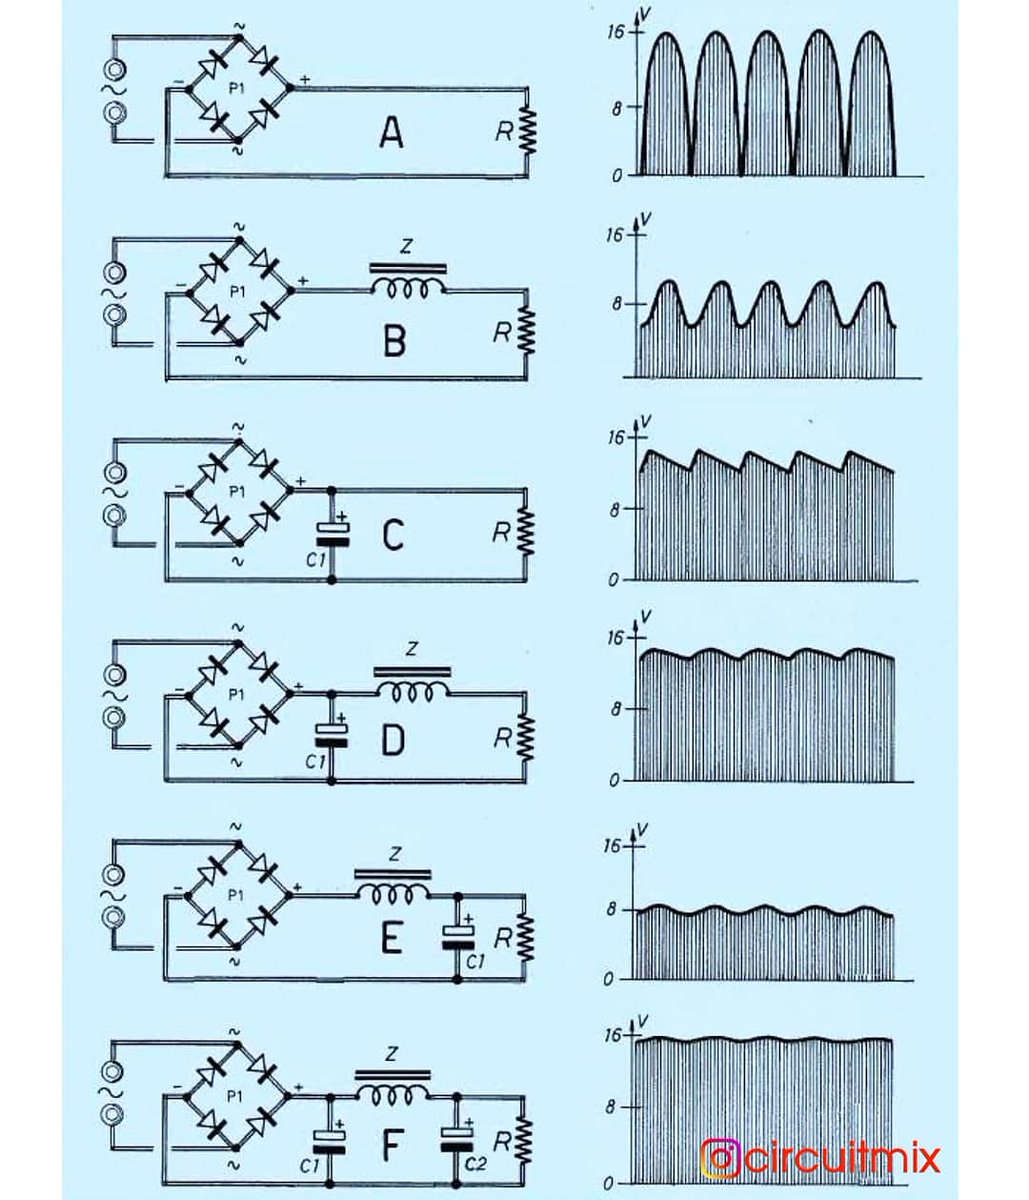 ~
P1
-
+
~
~
A
R
V
16
8
0
~
P1
-
+
~
~
Z
B
R
V
16
8
~
P1
-
+
~
~
+
C1
C
R
V
16
8
0
~
P1
-
+
~
~
+
C1
Z
D
R
V
16
8
0
~
P1
-
+
~
~
Z
E
+
C1
R
V
16
8
0
~
P1
-
+
~
~
+
C1
Z
F
+
C2
R
V
16
8
0
@circuitmix